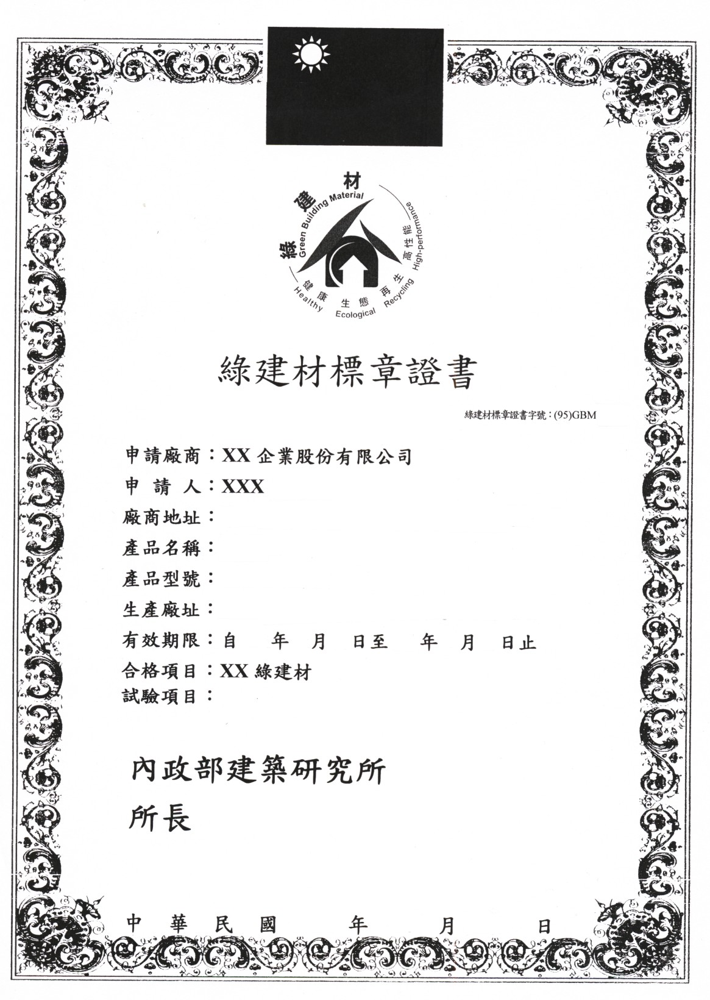 綠建材
Green Building Material
健康 生態 再生 高性能
Healthy Ecological Recycling High-performance
綠建材標章證書
綠建材標章證書字號：(95)GBM
申請廠商：XX 企業股份有限公司
申請人：XXX
廠商地址：
產品名稱：
產品型號：
生產廠址：
有效期限：自 年 月 日至 年 月 日止
合格項目：XX 綠建材
試驗項目：
內政部建築研究所
所長
中華民國 年 月 日